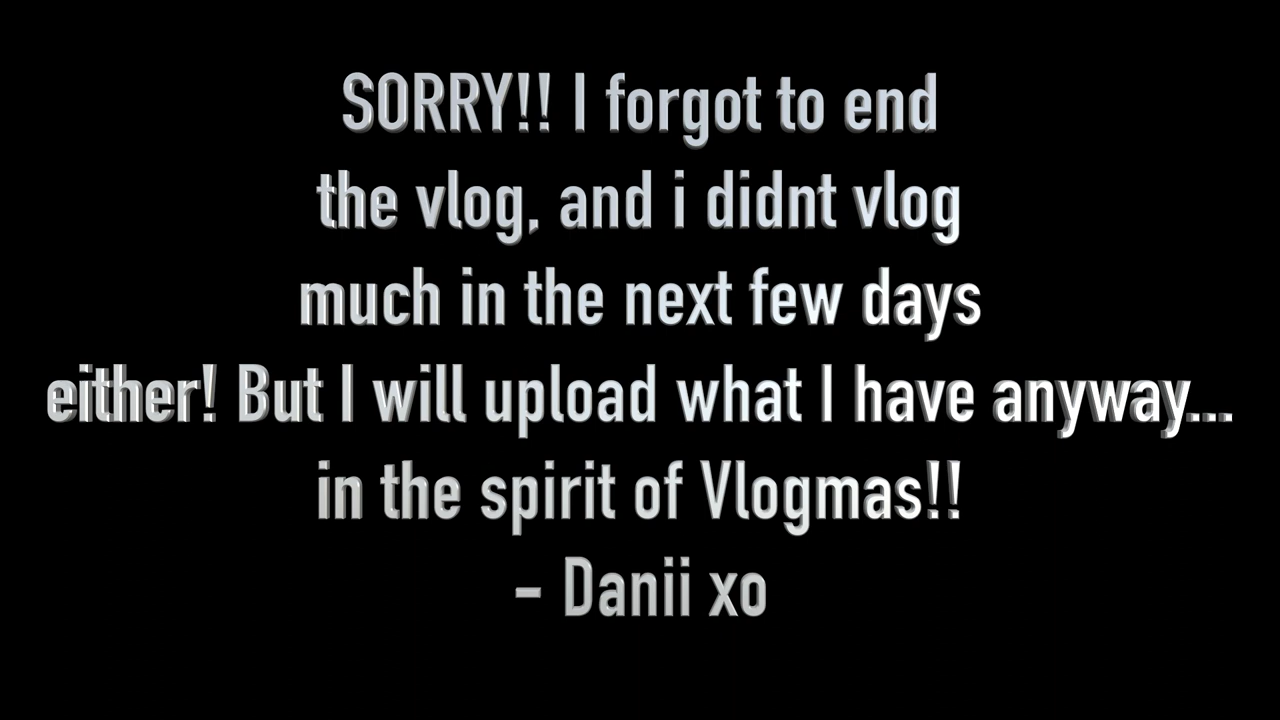 SORRY!! I forgot to end
the vlog, and i didnt vlog
much in the next few days
either! But I will upload what I have anyway...
in the spirit of Vlogmas!!
- Danii xo